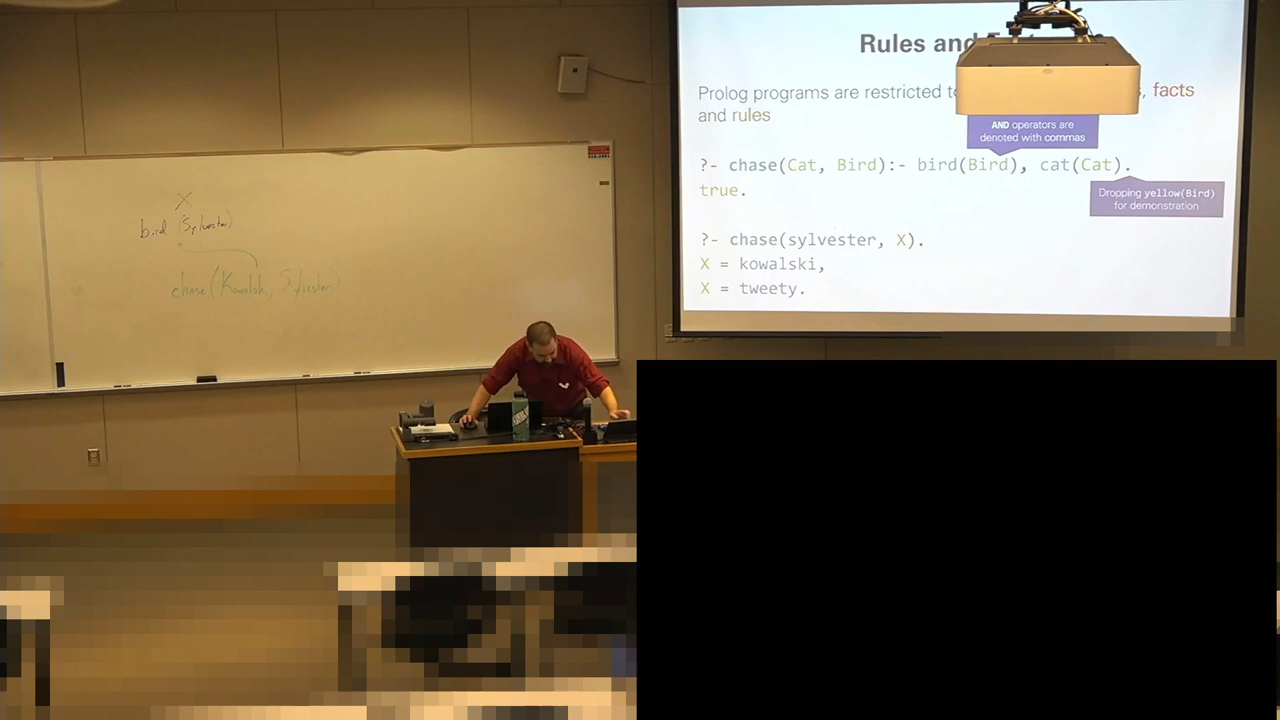 X
bird (Sylvester)
chase(Kowalsk, Sylvester)
Rules and
Prolog programs are restricted , facts
and rules
AND operators are
denoted with commas
?- chase(Cat, Bird):- bird(Bird), cat(Cat).
true.
Dropping yellow(Bird)
for demonstration
?- chase(sylvester, X).
X = kowalski,
X = tweety.